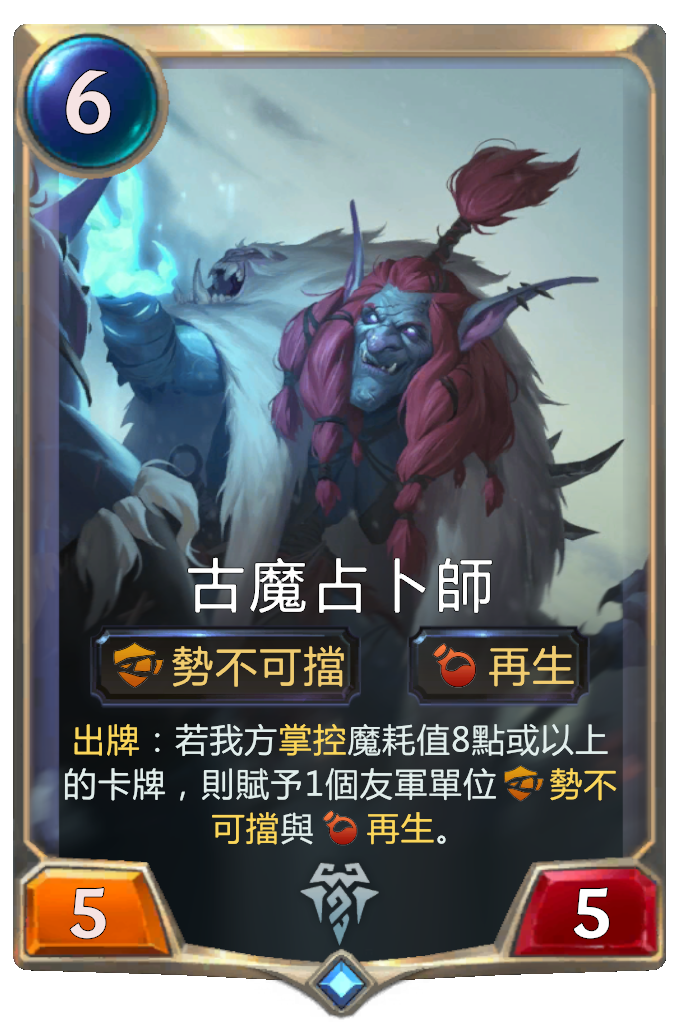 6
古魔占卜師
勢不可擋 再生
出牌：若我方掌控魔耗值8點或以上
的卡牌，則賦予1個友軍單位 勢不
可擋與 再生。
5 5